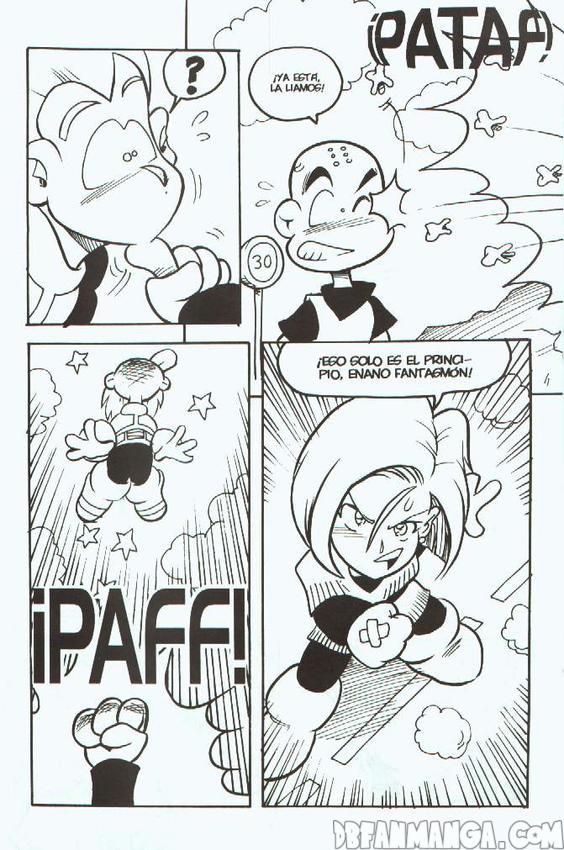 ¡PATAF!
?
¡YA ESTÁ,
LA LIAMOS!
30
¡ESO SOLO ES EL PRINCI-
PIO, ENANO FANTASMÓN!
¡PAFF!
DBFANMANGA.COM